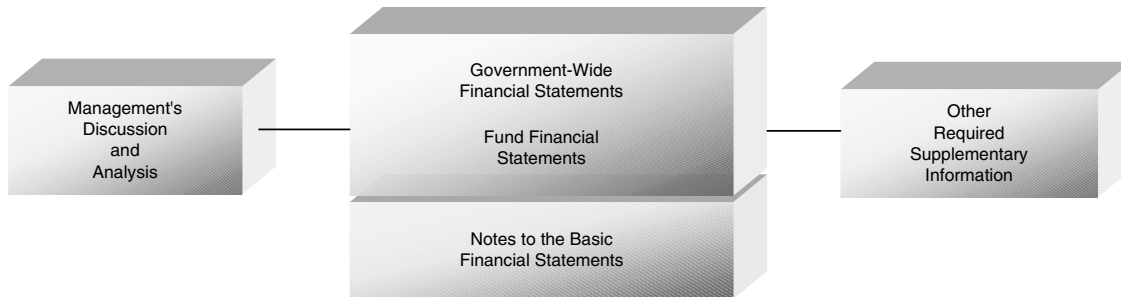 Management's
Discussion
and
Analysis
Government-Wide
Financial Statements
Fund Financial
Statements
Notes to the Basic
Financial Statements
Other
Required
Supplementary
Information